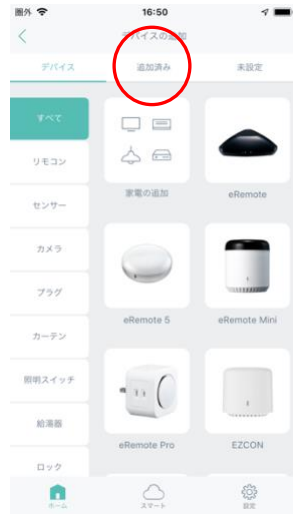 圏外 16:50
デバイスの追加
デバイス 追加済み 未設定
すべて
リモコン
センサー
カメラ
プラグ
カーテン
照明スイッチ
給湯器
ロック
家電の追加 eRemote
eRemote 5 eRemote Mini
eRemote Pro EZCON
ホーム スマート 設定